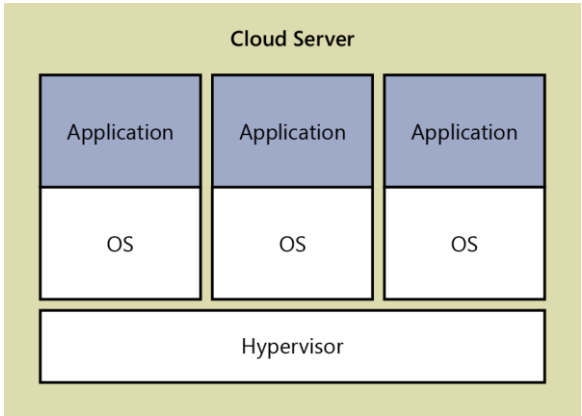 Cloud Server
Application Application Application
OS OS OS
Hypervisor